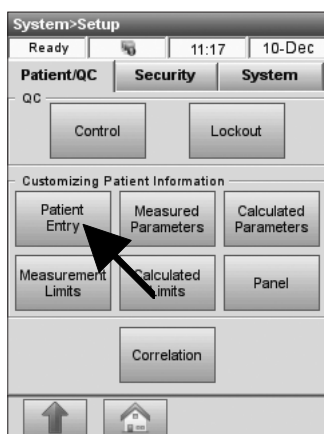 System>Setup
Ready 11:17 10-Dec
Patient/QC Security System
QC
Control Lockout
Customizing Patient Information
Patient Measured Calculated
Entry Parameters Parameters
Measurement Calculated Panel
Limits Limits
Correlation